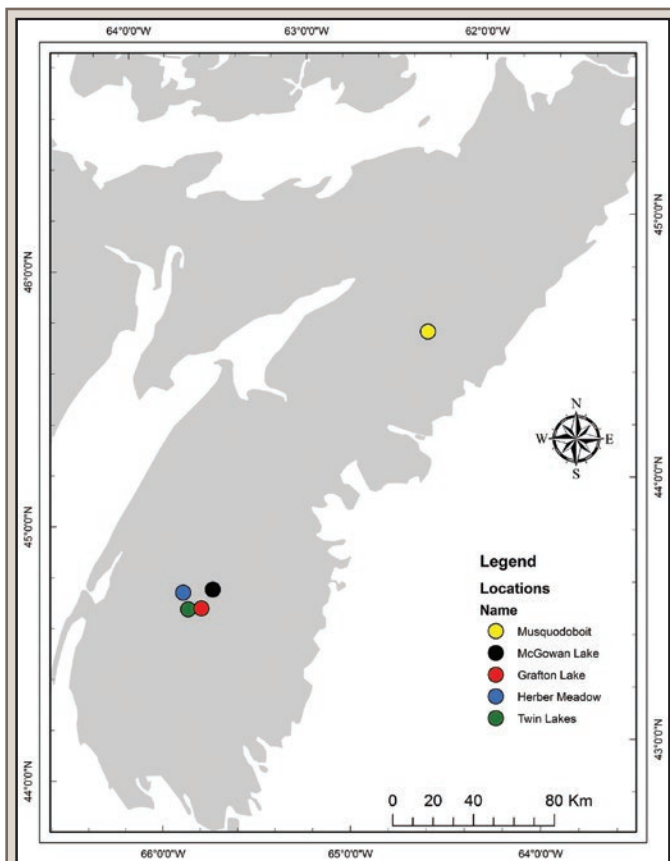 64°0'0"W 63°0'0"W 62°0'0"W
45°0'0"N
46°0'0"N
N
W E
S
44°0'0"N
45°0'0"N
Legend
Locations
Name
Musquodoboit
McGowan Lake
Grafton Lake
Herber Meadow
Twin Lakes
43°0'0"N
44°0'0"N
0 20 40 80 Km
66°0'0"W 65°0'0"W 64°0'0"W